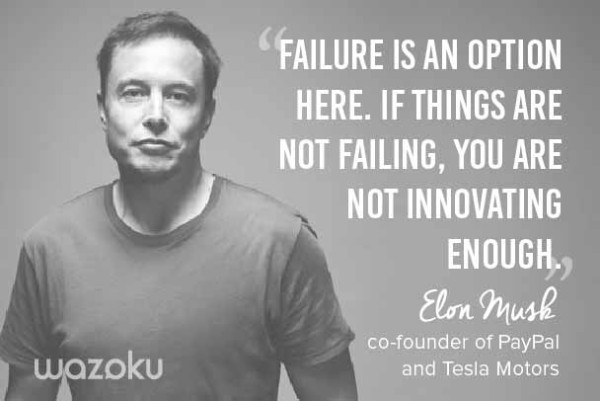 “FAILURE IS AN OPTION
HERE. IF THINGS ARE
NOT FAILING, YOU ARE
NOT INNOVATING
ENOUGH.”
Elon Musk
co-founder of PayPal
and Tesla Motors
wazoku